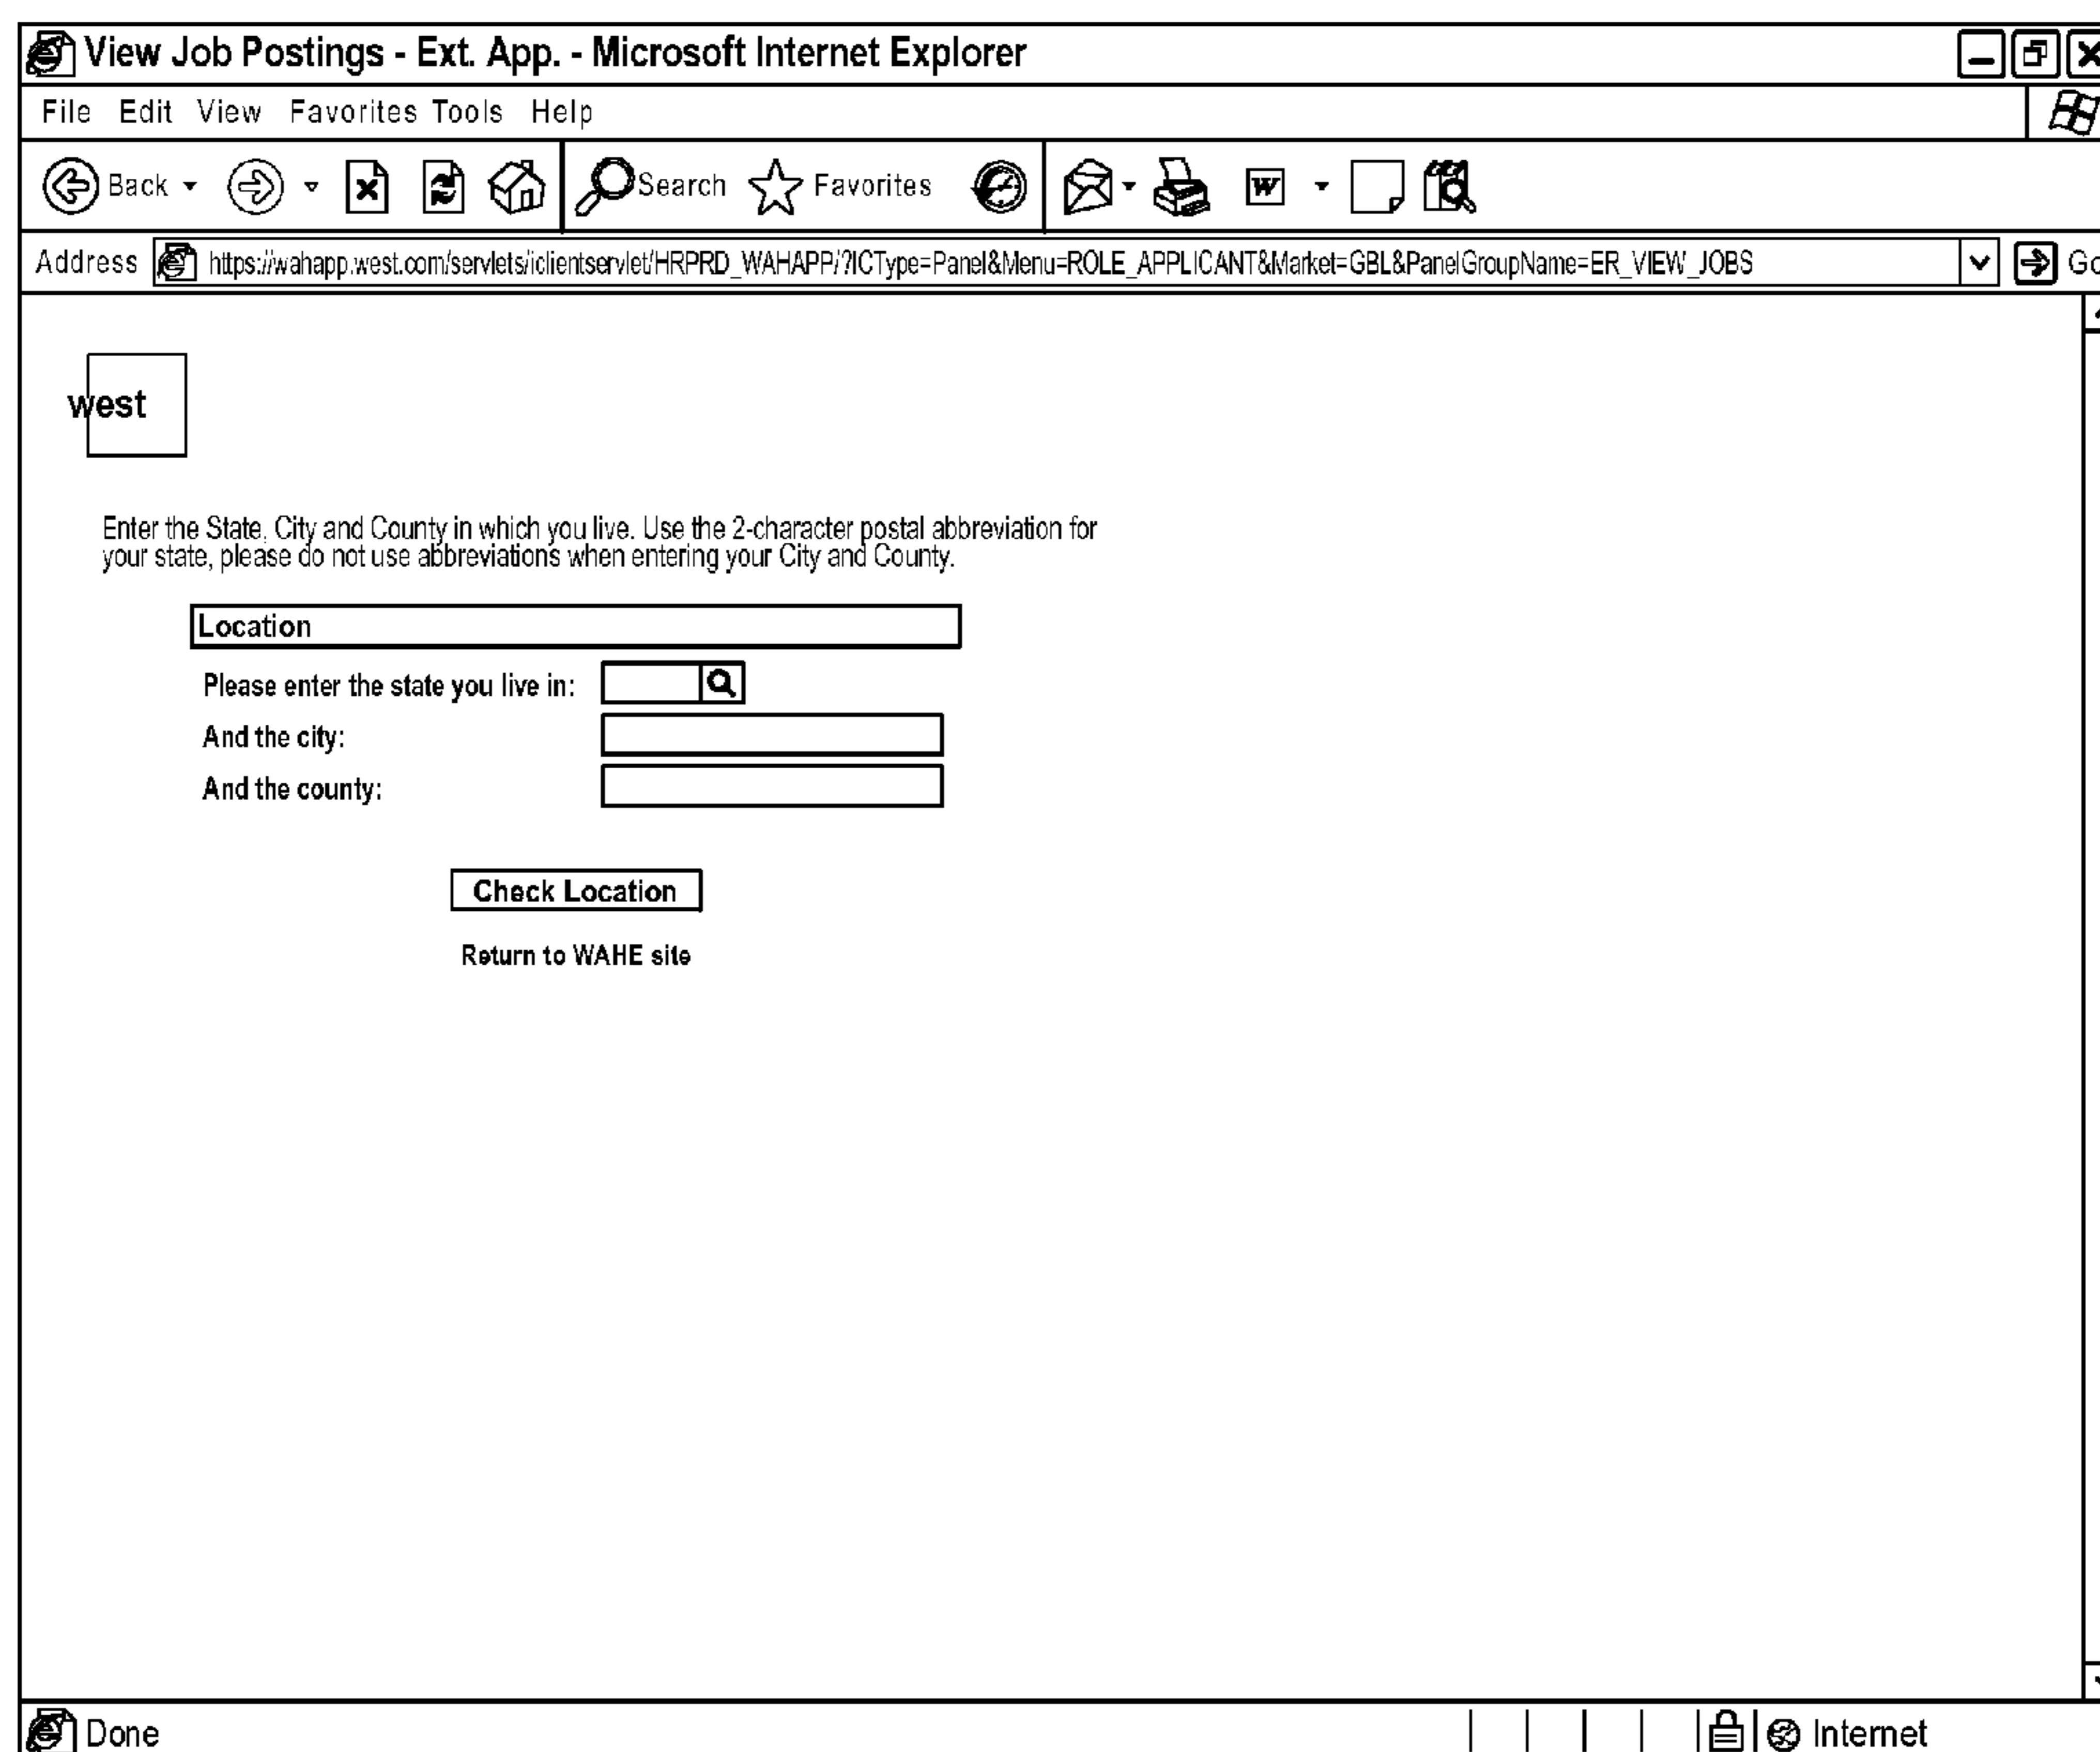 View Job Postings - Ext. App. - Microsoft Internet Explorer
File Edit View Favorites Tools Help
Back Search Favorites W
Address https://wahapp.west.com/servlets/iclientservlet/HRPRD_WAHAPP/?ICType=Panel&Menu=ROLE_APPLICANT&Market=GBL&PanelGroupName=ER_VIEW_JOBS Go
west
Enter the State, City and County in which you live. Use the 2-character postal abbreviation for
your state, please do not use abbreviations when entering your City and County.
Location
Please enter the state you live in:
And the city:
And the county:
Check Location
Return to WAHE site
Done Internet